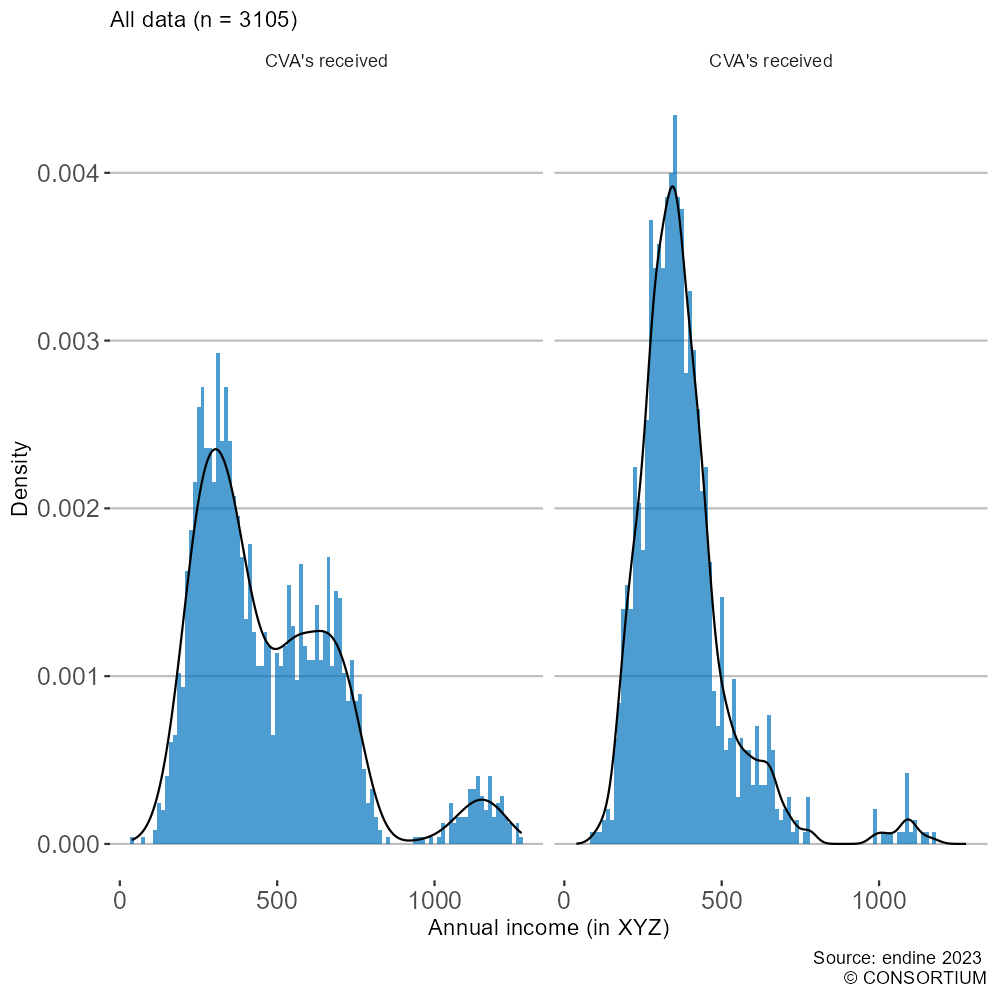 All data (n = 3105)
CVA's received
CVA's received
Density
0.004
0.003
0.002
0.001
0.000
0
500
1000
0
500
1000
Annual income (in XYZ)
Source: endine 2023
© CONSORTIUM